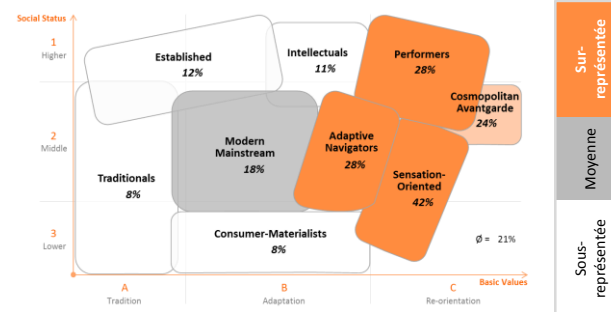 Social Status
1
Higher
Established
12%
Intellectuals
11%
Performers
28%
Cosmopolitan
Avantgarde
24%
2
Middle
Modern
Mainstream
18%
Adaptive
Navigators
28%
Traditionals
8%
Sensation-
Oriented
42%
3
Lower
Consumer-Materialists
8%
Ø = 21%
Basic Values
A
Tradition
B
Adaptation
C
Re-orientation
Sur-
représentée
Moyenne
Sous-
représentée